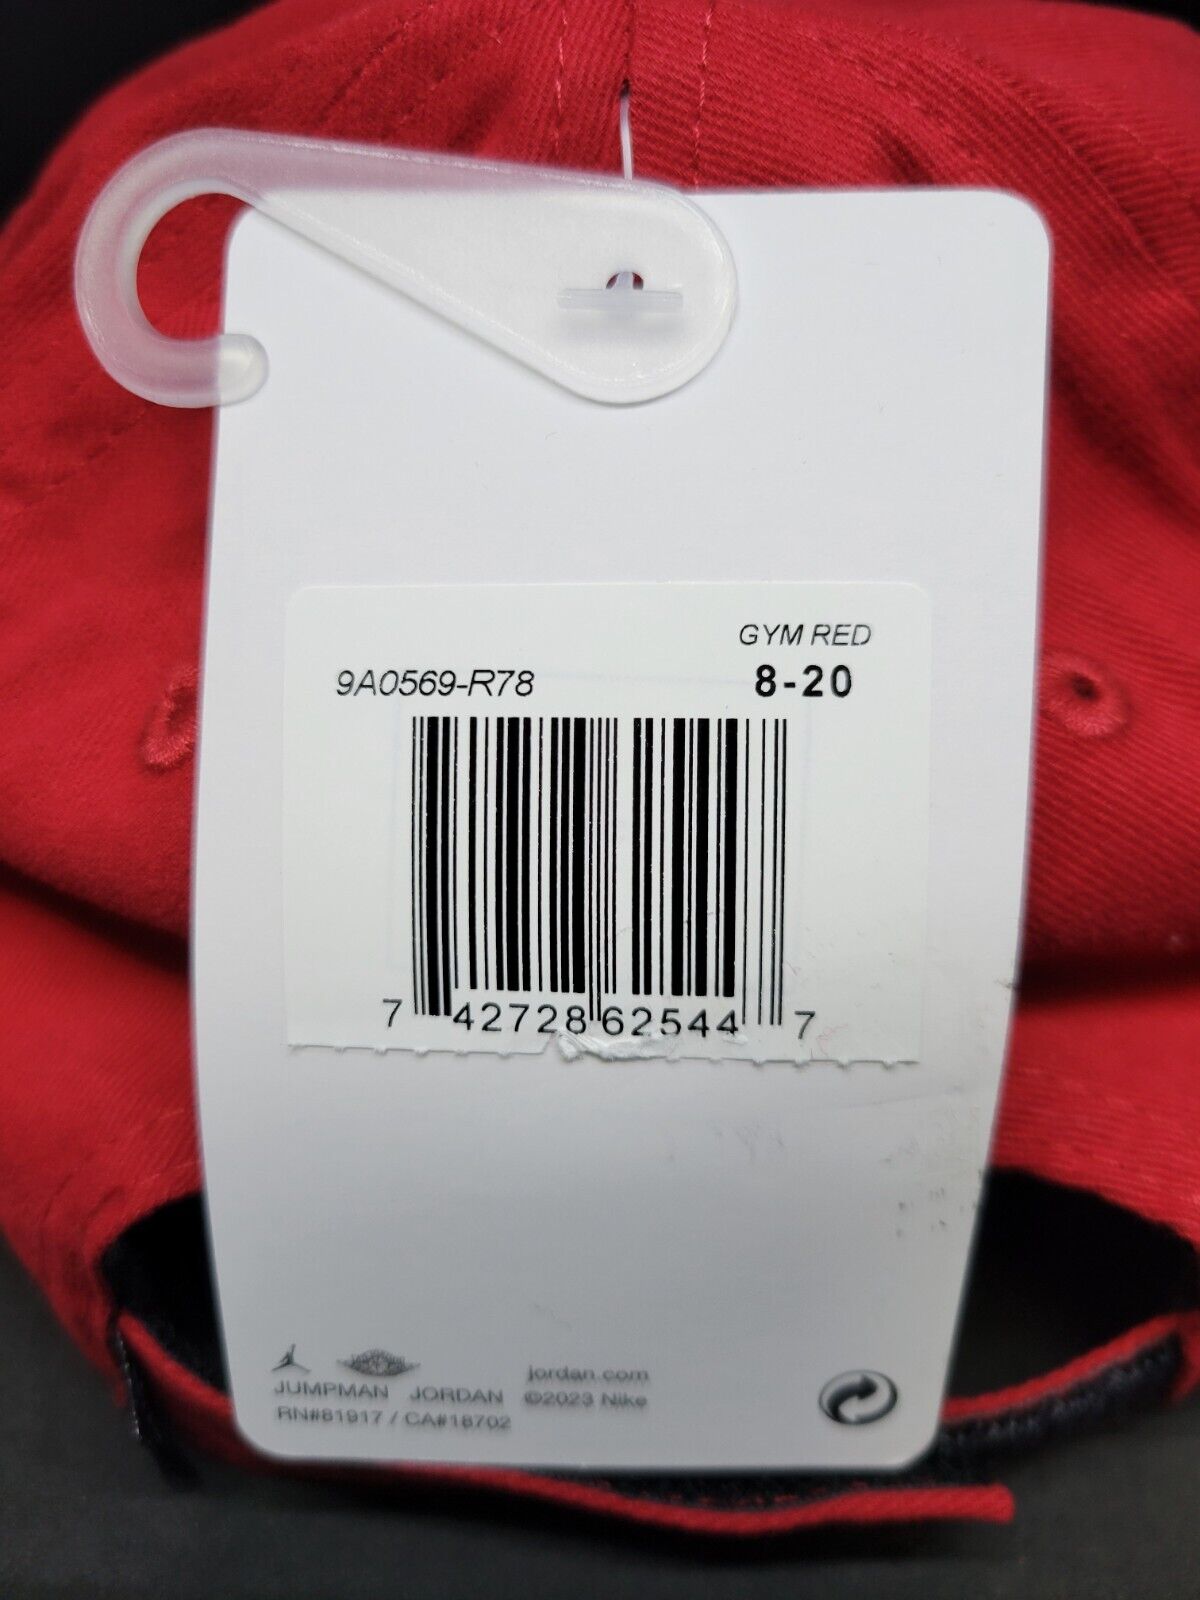 GYM RED
9A0569-R78 8-20
7 42728 62544 7
JUMPMAN JORDAN
RN#81917 / CA#18702
jordan.com
©2023 Nike